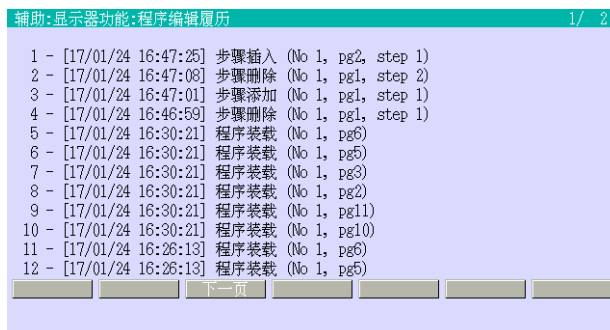 辅助:显示器功能:程序编辑履历 1/ 2
1 - [17/01/24 16:47:25] 步骤插入 (No 1, pg2, step 1)
2 - [17/01/24 16:47:08] 步骤删除 (No 1, pg1, step 2)
3 - [17/01/24 16:47:01] 步骤添加 (No 1, pg1, step 1)
4 - [17/01/24 16:46:59] 步骤删除 (No 1, pg1, step 1)
5 - [17/01/24 16:30:21] 程序装载 (No 1, pg6)
6 - [17/01/24 16:30:21] 程序装载 (No 1, pg5)
7 - [17/01/24 16:30:21] 程序装载 (No 1, pg3)
8 - [17/01/24 16:30:21] 程序装载 (No 1, pg2)
9 - [17/01/24 16:30:21] 程序装载 (No 1, pg11)
10 - [17/01/24 16:30:21] 程序装载 (No 1, pg10)
11 - [17/01/24 16:26:13] 程序装载 (No 1, pg6)
12 - [17/01/24 16:26:13] 程序装载 (No 1, pg5)
下一页